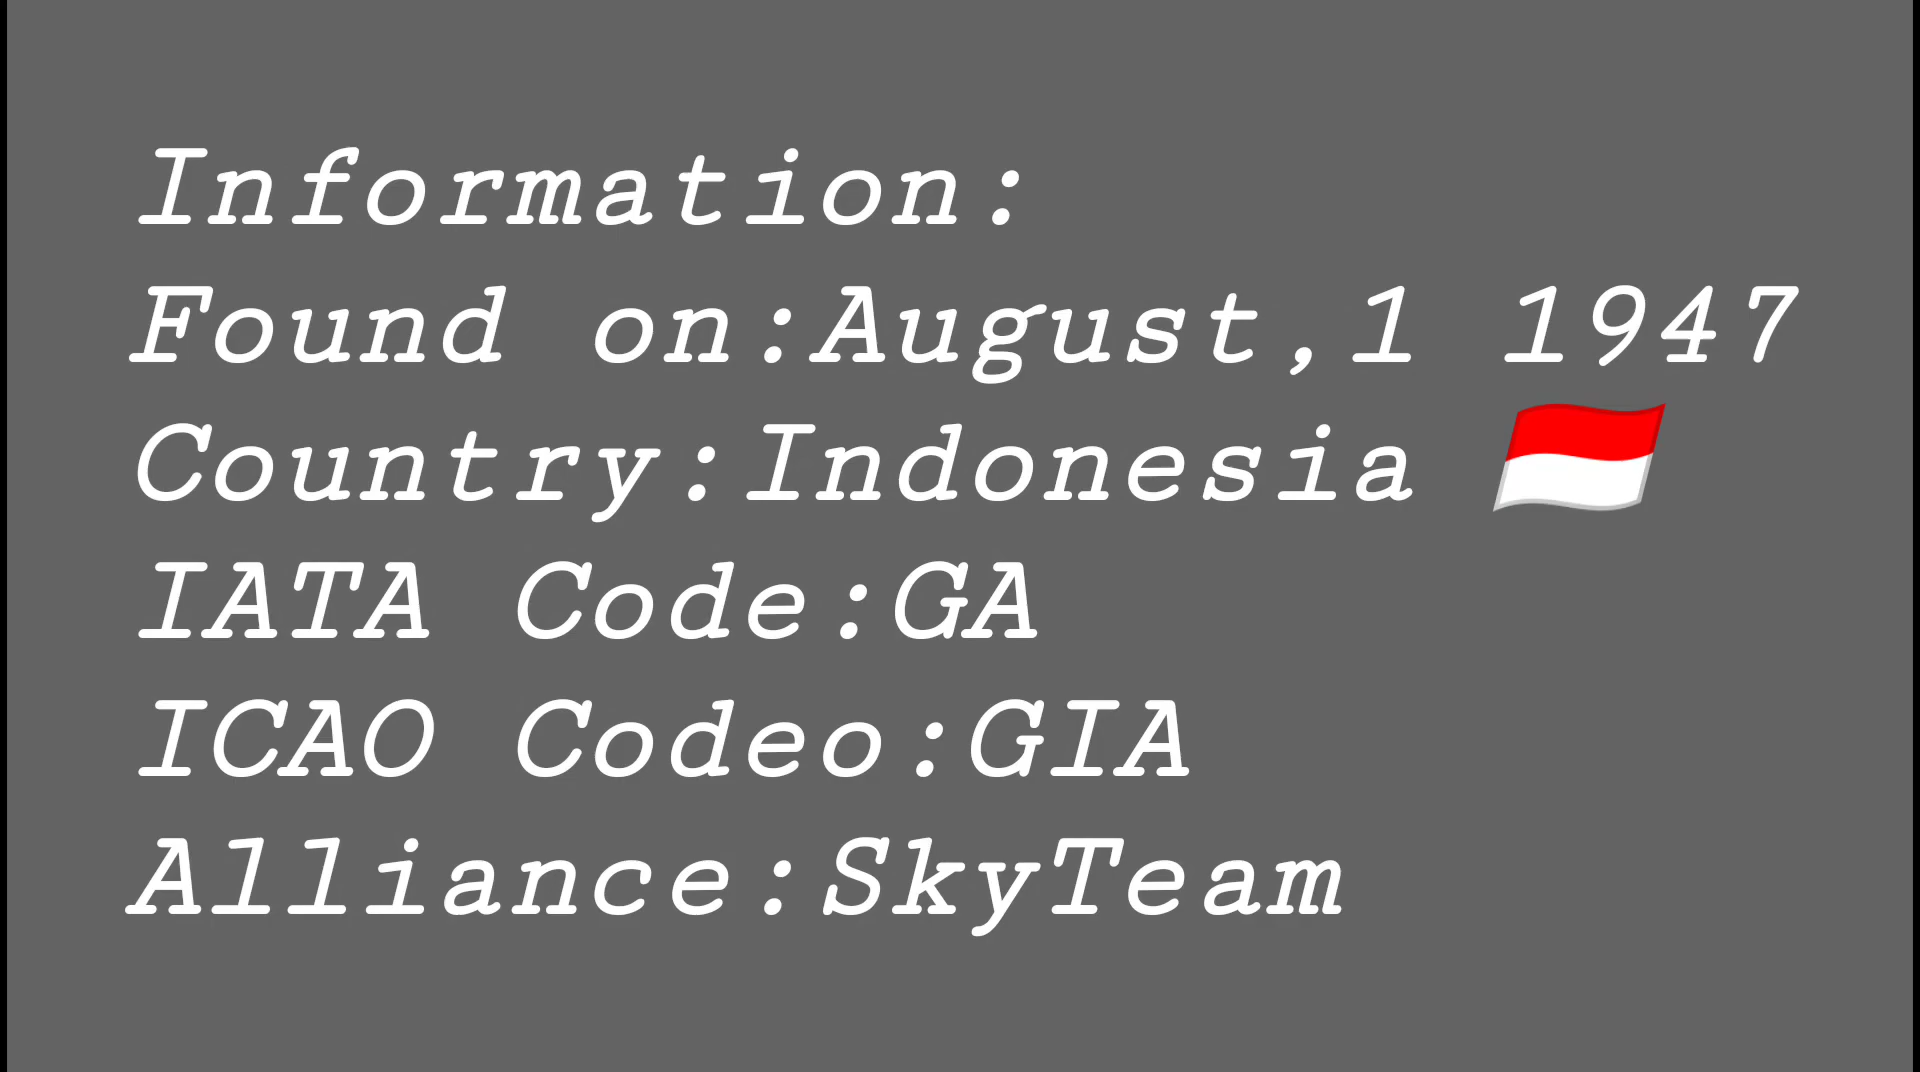 Information:
Found on:August,1 1947
Country:Indonesia 🇮🇩
IATA Code:GA
ICAO Codeo:GIA
Alliance:SkyTeam